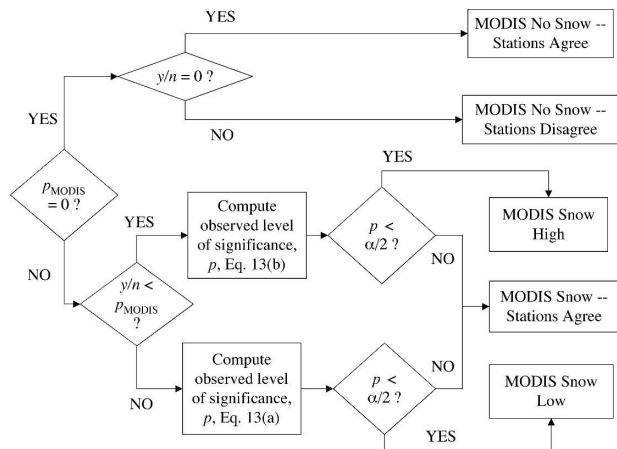 YES
MODIS No Snow --
Stations Agree
y/n = 0 ?
YES
NO
MODIS No Snow --
Stations Disagree
pMODIS
= 0 ?
YES
Compute
observed level
of significance,
p, Eq. 13(b)
p <
α/2 ?
YES
MODIS Snow
High
NO
NO
y/n <
pMODIS
?
MODIS Snow --
Stations Agree
NO
Compute
observed level
of significance,
p, Eq. 13(a)
p <
α/2 ?
NO
MODIS Snow
Low
YES